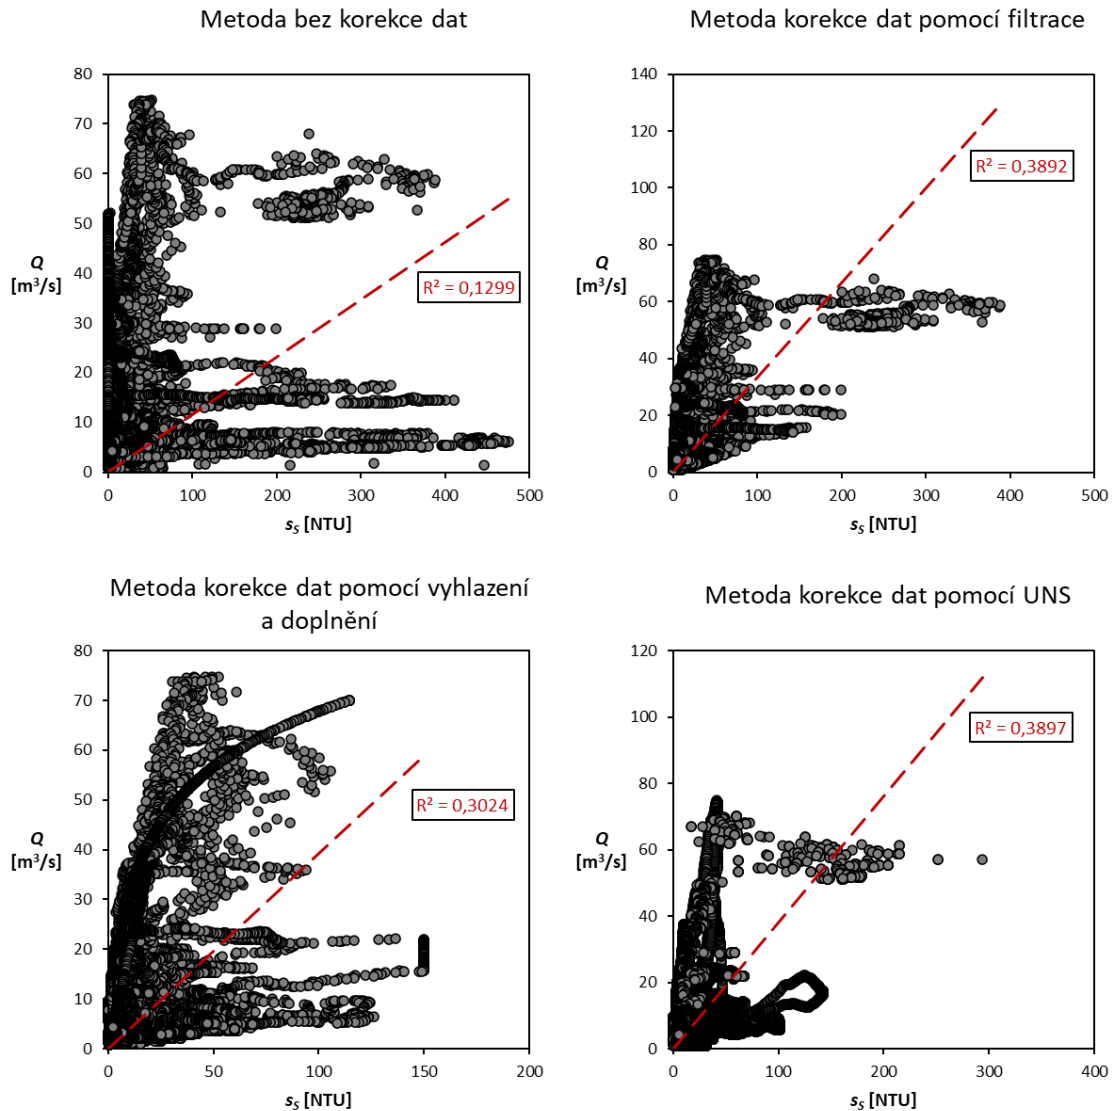 Metoda bez korekce dat
80
70
60
50
40
30
20
10
0
Q
[m³/s]
R² = 0,1299
0 100 200 300 400 500
s_S [NTU]
Metoda korekce dat pomocí filtrace
140
120
100
80
60
40
20
0
Q
[m³/s]
R² = 0,3892
0 100 200 300 400 500
s_S [NTU]
Metoda korekce dat pomocí vyhlazení
a doplnění
80
70
60
50
40
30
20
10
0
Q
[m³/s]
R² = 0,3024
0 50 100 150 200
s_S [NTU]
Metoda korekce dat pomocí UNS
120
100
80
60
40
20
0
Q
[m³/s]
R² = 0,3897
0 100 200 300 400
s_S [NTU]